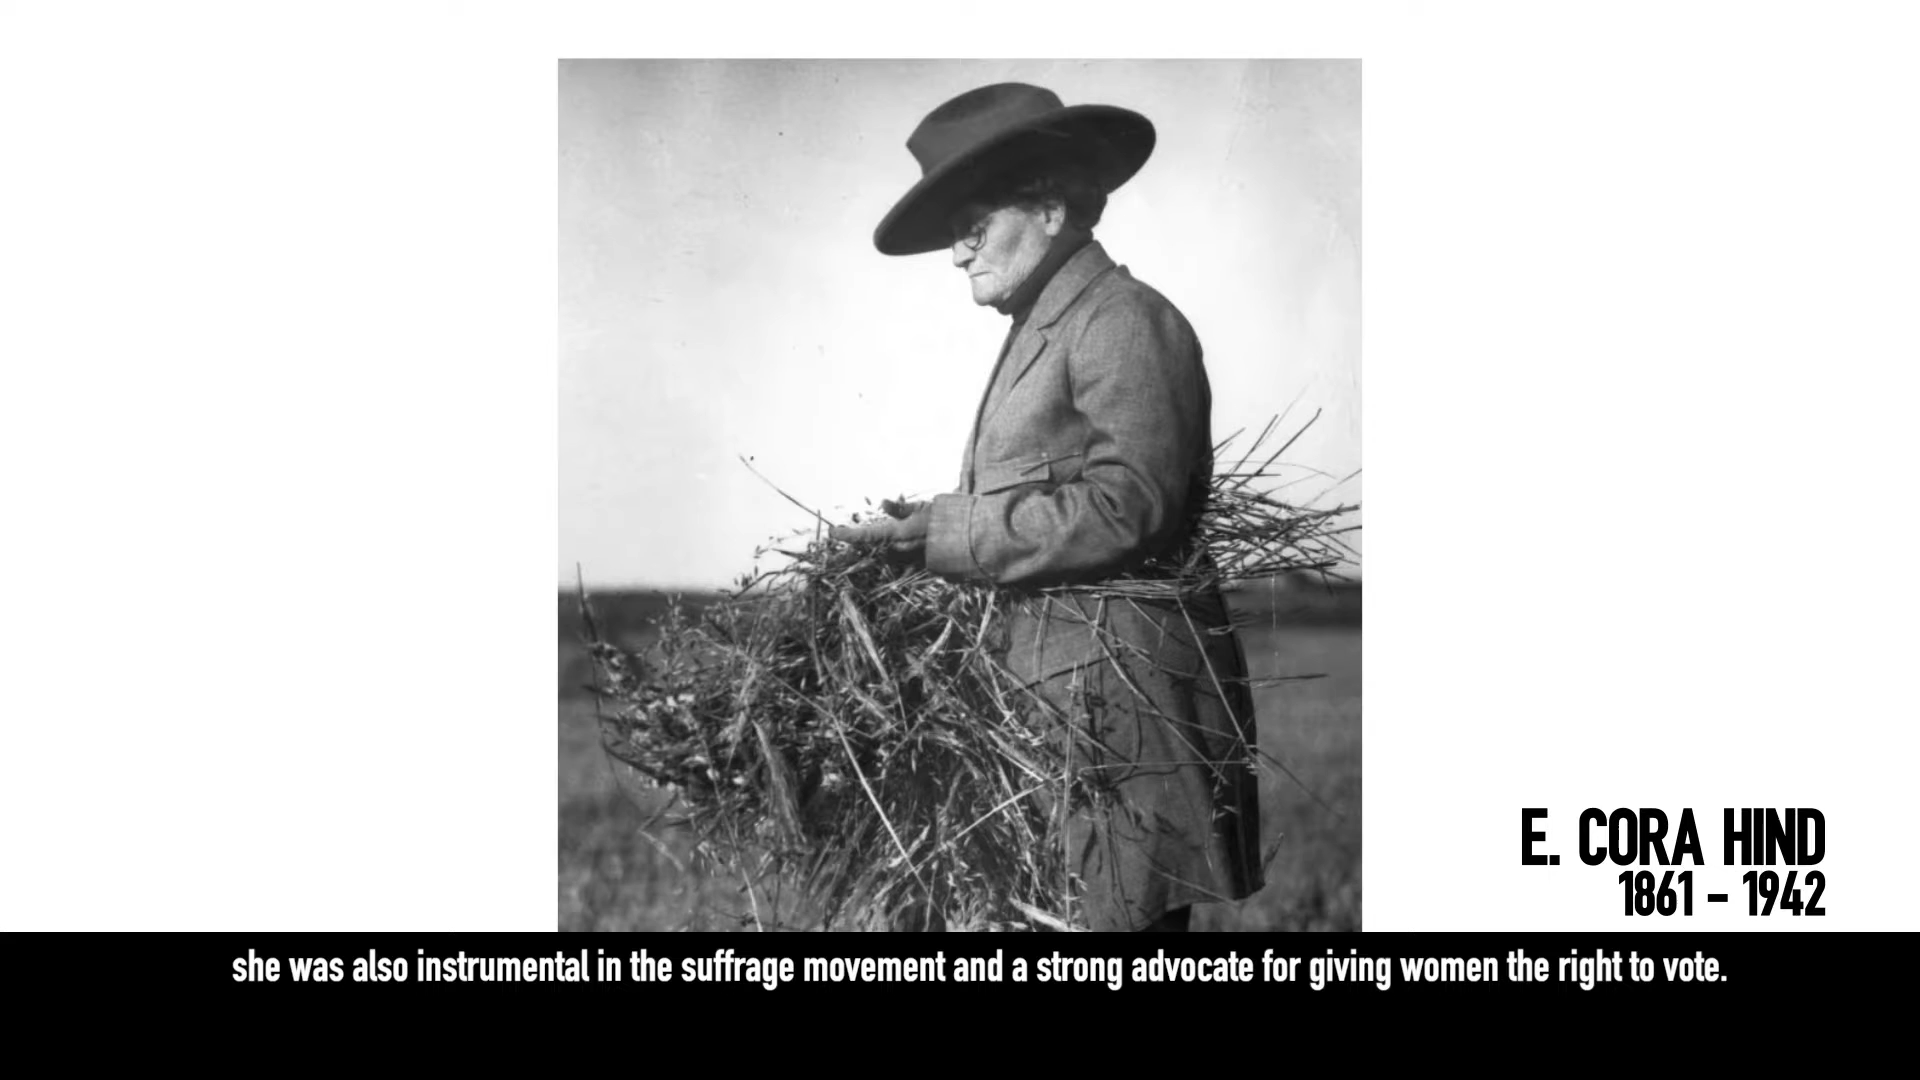 E. CORA HIND
1861 – 1942
she was also instrumental in the suffrage movement and a strong advocate for giving women the right to vote.